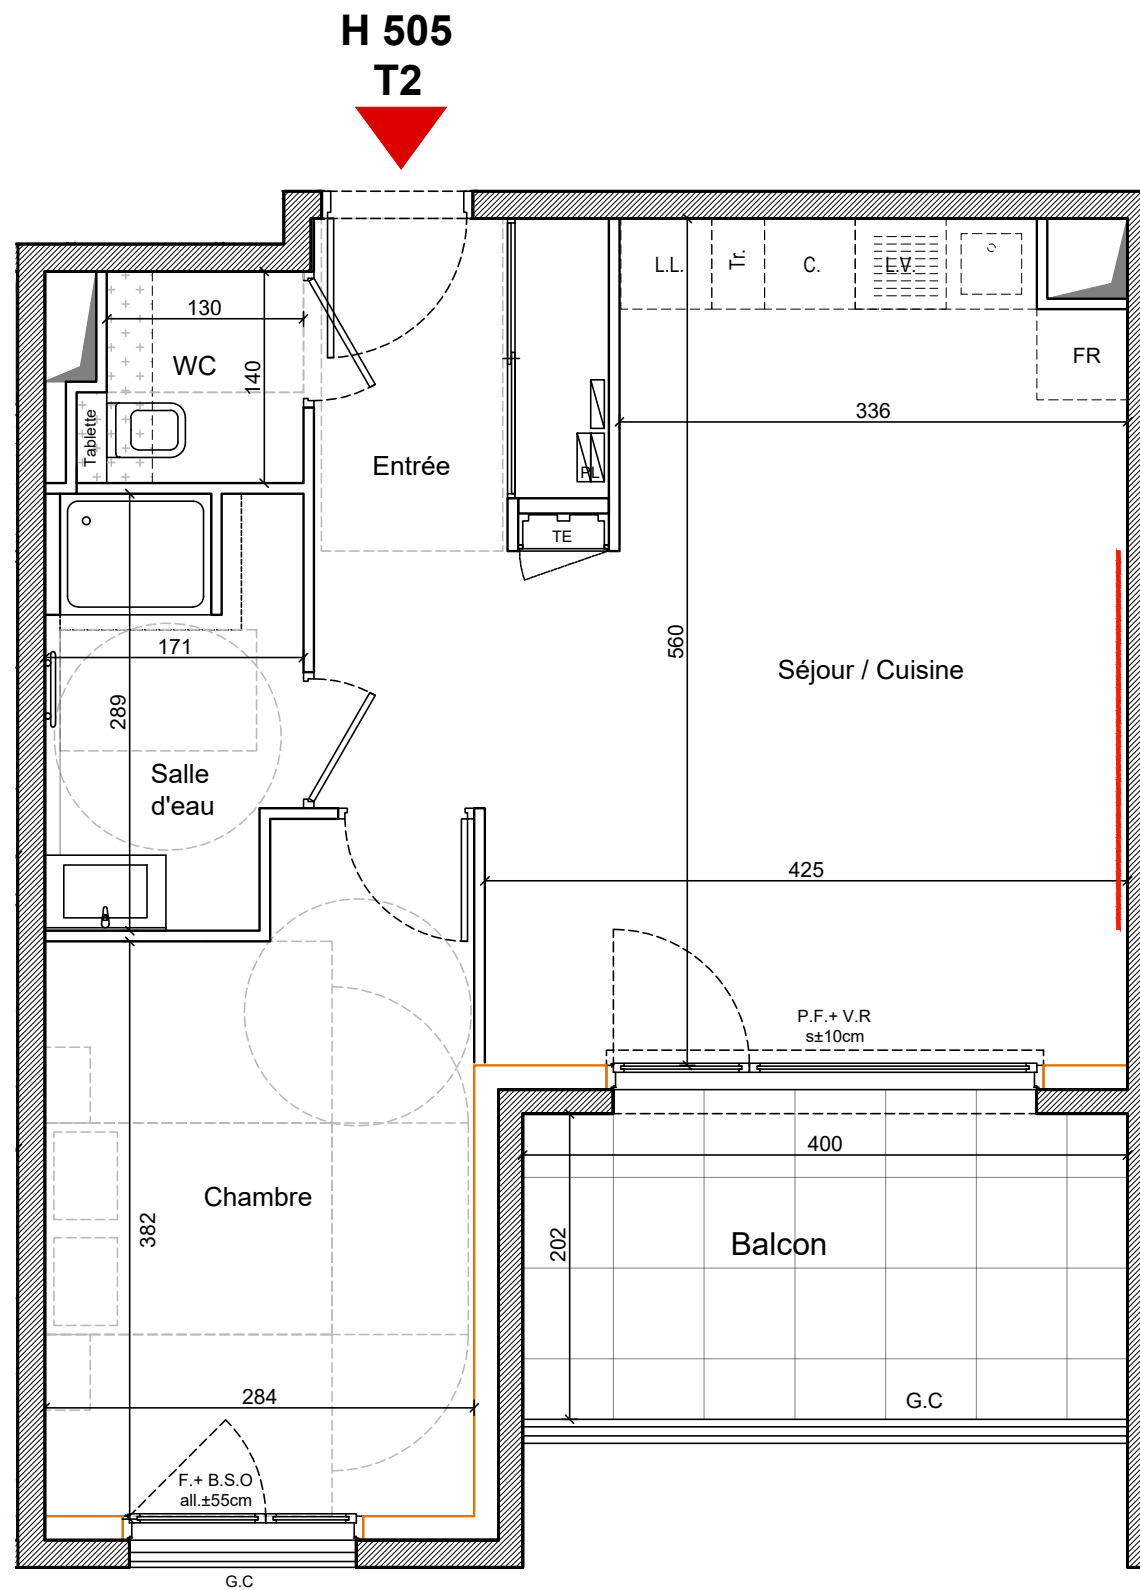 H 505
T2
L.L.
Tr.
C.
L.V.
FR
130
WC
140
Tablette
336
Entrée
PL
TE
171
560
Séjour / Cuisine
289
Salle
d'eau
425
P.F.+ V.R
s±10cm
400
Chambre
382
202
Balcon
284
G.C
F.+ B.S.O
all.±55cm
G.C